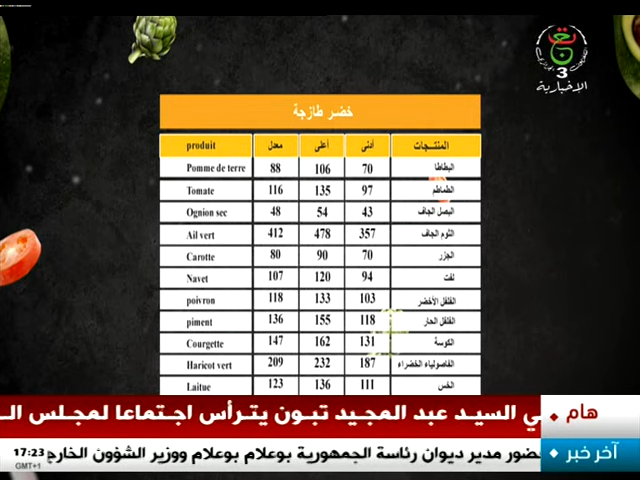 3
الإخبارية
خضر طازجة
produit معدل أعلى أدنى المنتجات
Pomme de terre 88 106 70 البطاطا
Tomate 116 135 97 الطماطم
Ognion sec 48 54 43 البصل الجاف
Ail vert 412 478 357 الثوم الجاف
Carotte 80 90 70 الجزر
Navet 107 120 94 لفت
poivron 118 133 103 الفلفل الأخضر
piment 136 155 118 الفلفل الحار
Courgette 147 162 131 الكوسة
Haricot vert 209 232 187 الفاصولياء الخضراء
Laitue 123 136 111 الخس
هام
ي السيد عبد المجيد تبون يترأس اجتماعا لمجلس الـ
آخر خبر
ضور مدير ديوان رئاسة الجمهورية بوعلام بوعلام ووزير الشؤون الخارج
17:23
GMT+1